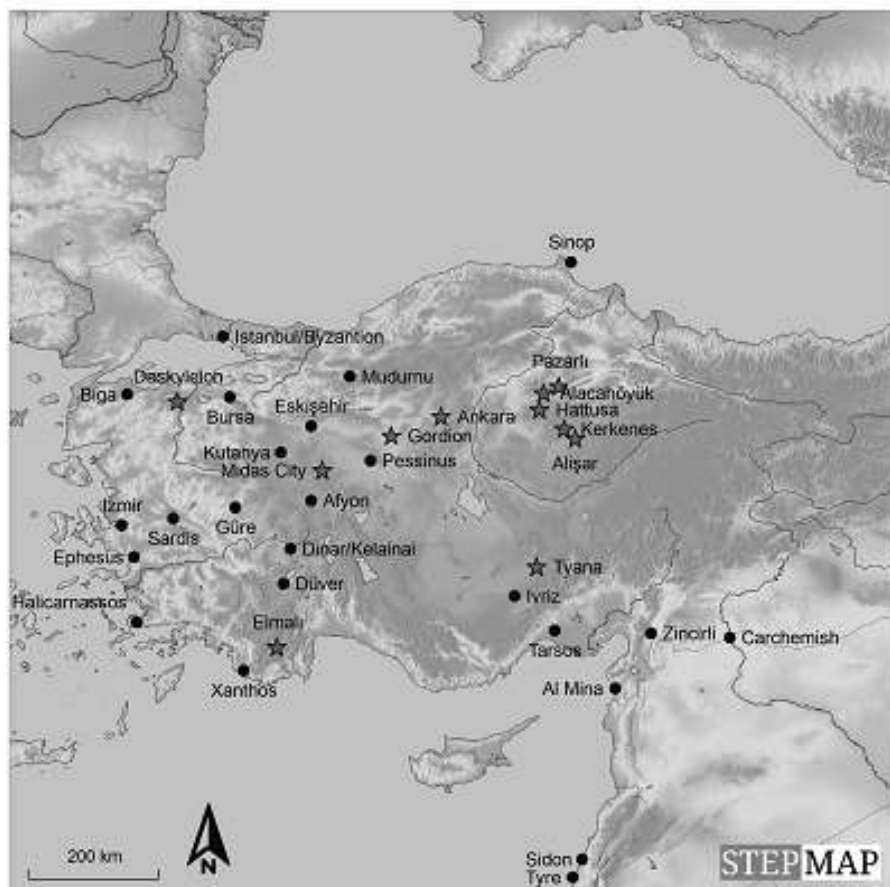 Sinop
Istanbul/Byzantion
Pazarlı
Daskyleion
Mudurnu
Biga
Alacahöyük
Bursa
Eskişehir
Hattusa
Ankara
Kerkenes
Gordion
Kutahya
Pessinus
Alişar
Midas City
Afyon
Izmir
Güre
Sardis
Dinar/Kelainai
Ephesus
Tyana
Düver
Ivriz
Halicarnassos
Elmalı
Zincirli
Carchemish
Tarsos
Xanthos
Al Mina
200 km
N
Sidon
Tyre
STEPMAP